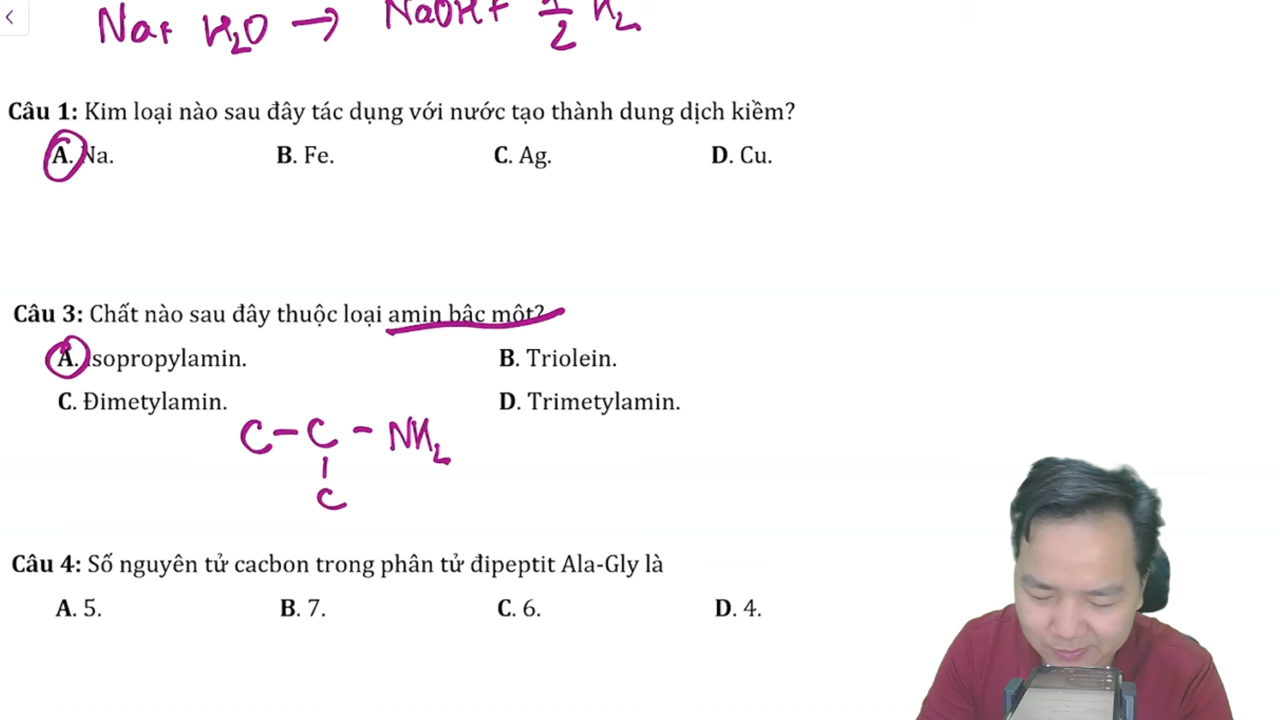 Na+ H₂O → NaOH + 1/2 H₂
Câu 1: Kim loại nào sau đây tác dụng với nước tạo thành dung dịch kiềm?
A. Na. B. Fe. C. Ag. D. Cu.
Câu 3: Chất nào sau đây thuộc loại amin bậc một?
A. Isopropylamin. B. Triolein.
C. Đimetylamin. D. Trimetylamin.
C - C - NH₂
C
Câu 4: Số nguyên tử cacbon trong phân tử đipeptit Ala-Gly là
A. 5. B. 7. C. 6. D. 4.